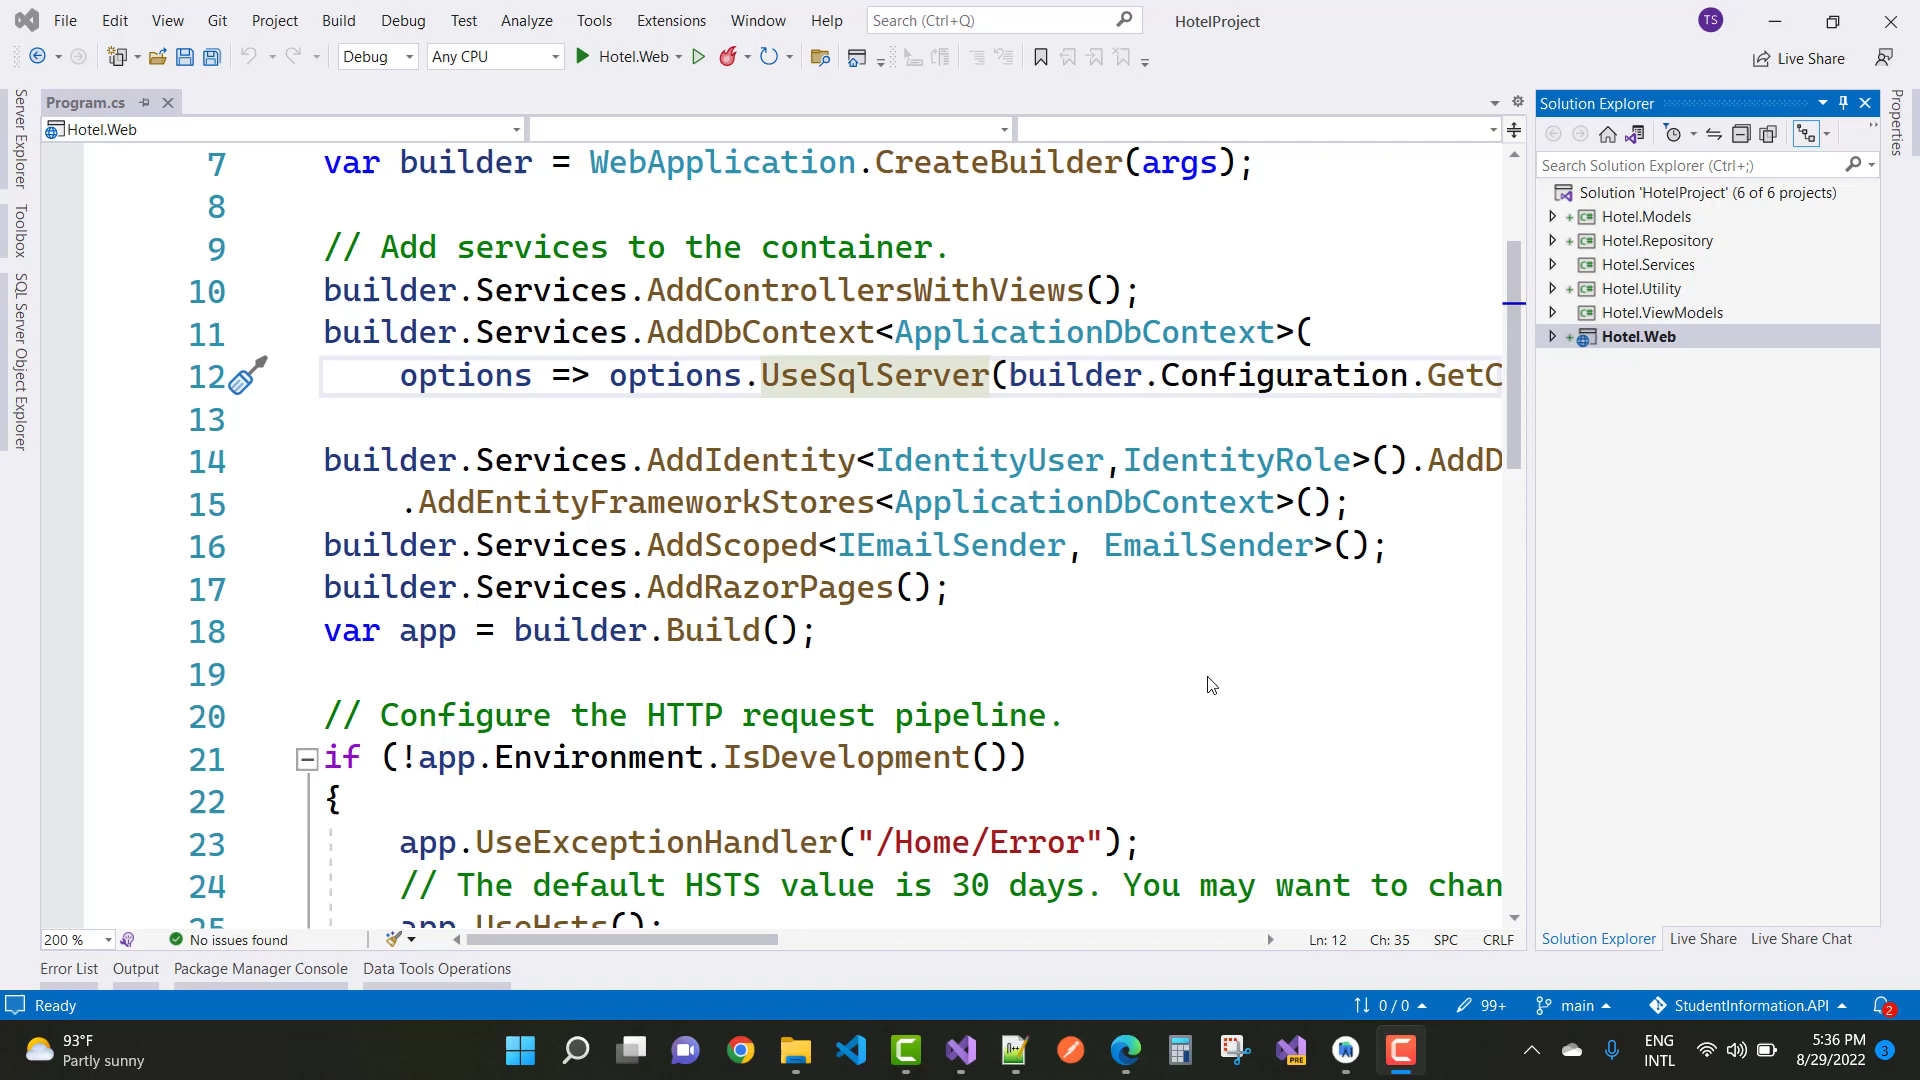 File Edit View Git Project Build Debug Test Analyze Tools Extensions Window Help Search (Ctrl+Q) HotelProject TS
Debug Any CPU Hotel.Web Live Share
Server Explorer
Toolbox
SQL Server Object Explorer
Program.cs
Hotel.Web
7 var builder = WebApplication.CreateBuilder(args);
8
9 // Add services to the container.
10 builder.Services.AddControllersWithViews();
11 builder.Services.AddDbContext<ApplicationDbContext>(
12 options => options.UseSqlServer(builder.Configuration.GetC
13
14 builder.Services.AddIdentity<IdentityUser,IdentityRole>().AddD
15 .AddEntityFrameworkStores<ApplicationDbContext>();
16 builder.Services.AddScoped<IEmailSender, EmailSender>();
17 builder.Services.AddRazorPages();
18 var app = builder.Build();
19
20 // Configure the HTTP request pipeline.
21 if (!app.Environment.IsDevelopment())
22 {
23 app.UseExceptionHandler("/Home/Error");
24 // The default HSTS value is 30 days. You may want to chan
25 app.UseHsts();
200 % No issues found Ln: 12 Ch: 35 SPC CRLF
Solution Explorer
Search Solution Explorer (Ctrl+;)
Solution 'HotelProject' (6 of 6 projects)
Hotel.Models
Hotel.Repository
Hotel.Services
Hotel.Utility
Hotel.ViewModels
Hotel.Web
Solution Explorer Live Share Live Share Chat
Properties
Error List Output Package Manager Console Data Tools Operations
Ready 0 / 0 99+ main StudentInformation.API 2
93°F
Partly sunny
PRE
ENG
INTL
5:36 PM
8/29/2022
3